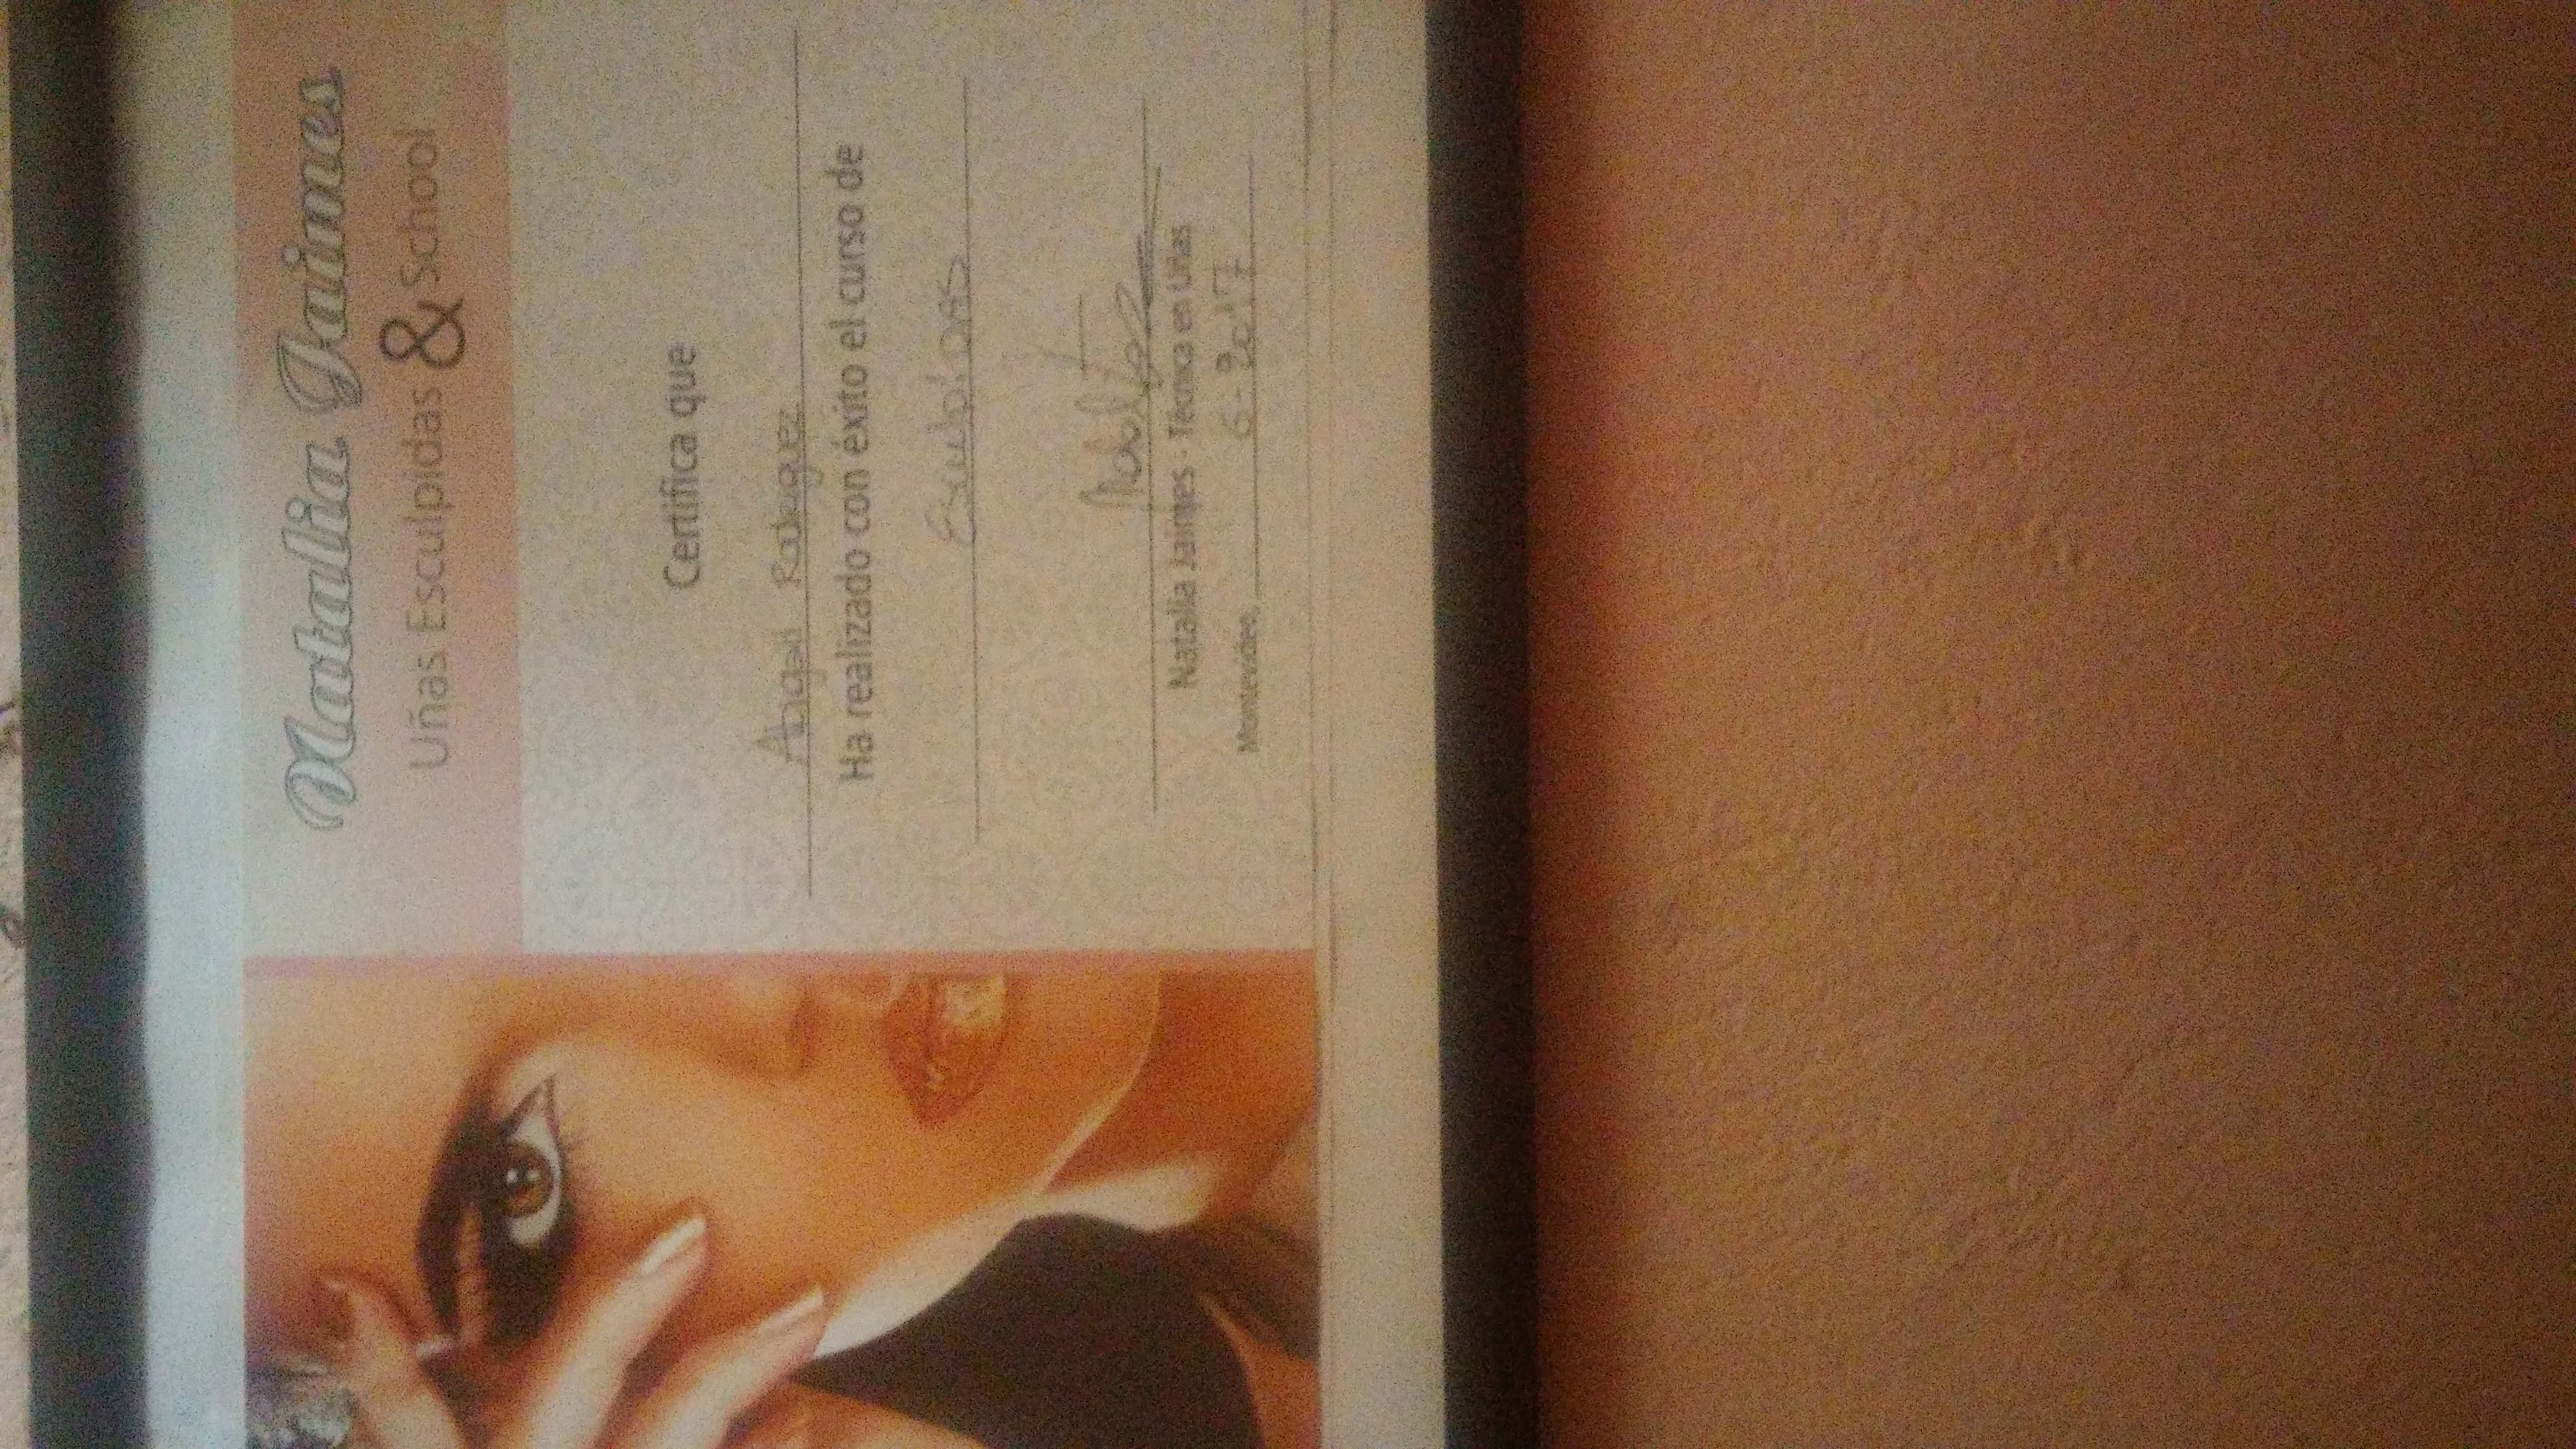 Natalia Jaimes
Uñas Esculpidas & School
Certifica que
Abigail Rodriguez
Ha realizado con éxito el curso de
EsculpiDAS
Natalia
Natalia Jaimes - Técnica en Uñas
Montevideo, 6-2017